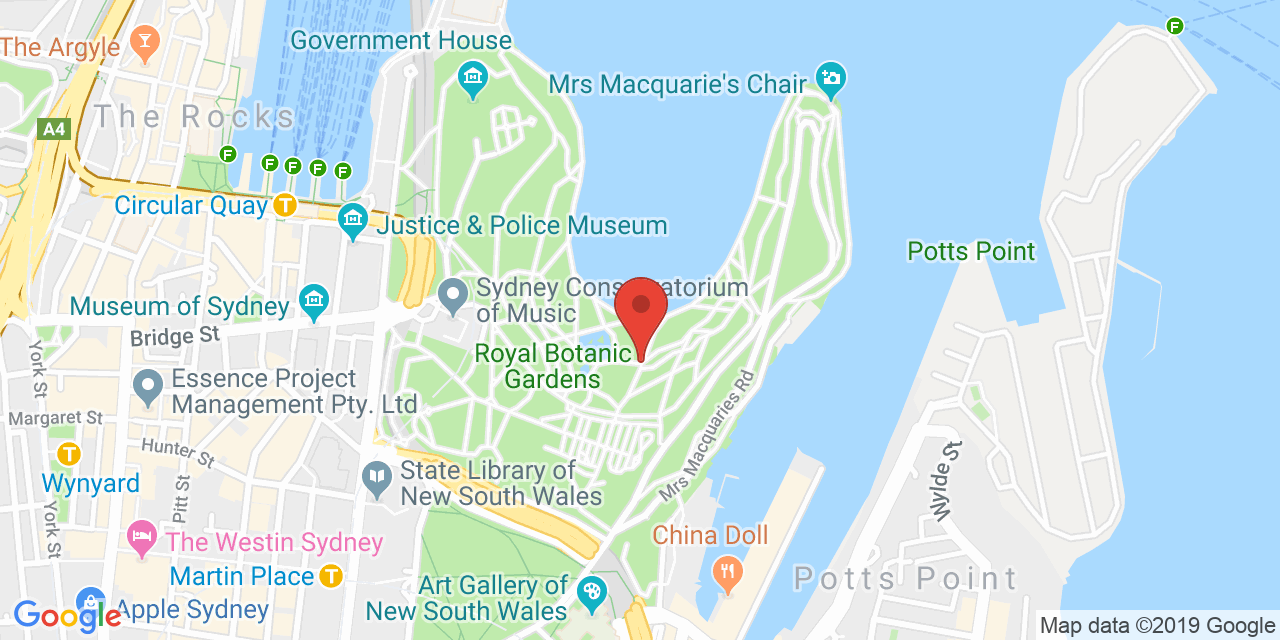 Government House
The Argyle
Mrs Macquarie's Chair
F
The Rocks
A4
F
F
F
F
F
Circular Quay
T
Justice & Police Museum
Potts Point
Museum of Sydney
Sydney Conservatorium
of Music
Bridge St
Royal Botanic
Gardens
York St
Essence Project
Management Pty. Ltd
Margaret St
Mrs Macquaries Rd
Hunter St
T
Wynyard
State Library of
New South Wales
Wylde St
Pitt St
York St
The Westin Sydney
China Doll
Martin Place
T
Art Gallery of
New South Wales
Potts Point
Apple Sydney
Google
Map data ©2019 Google